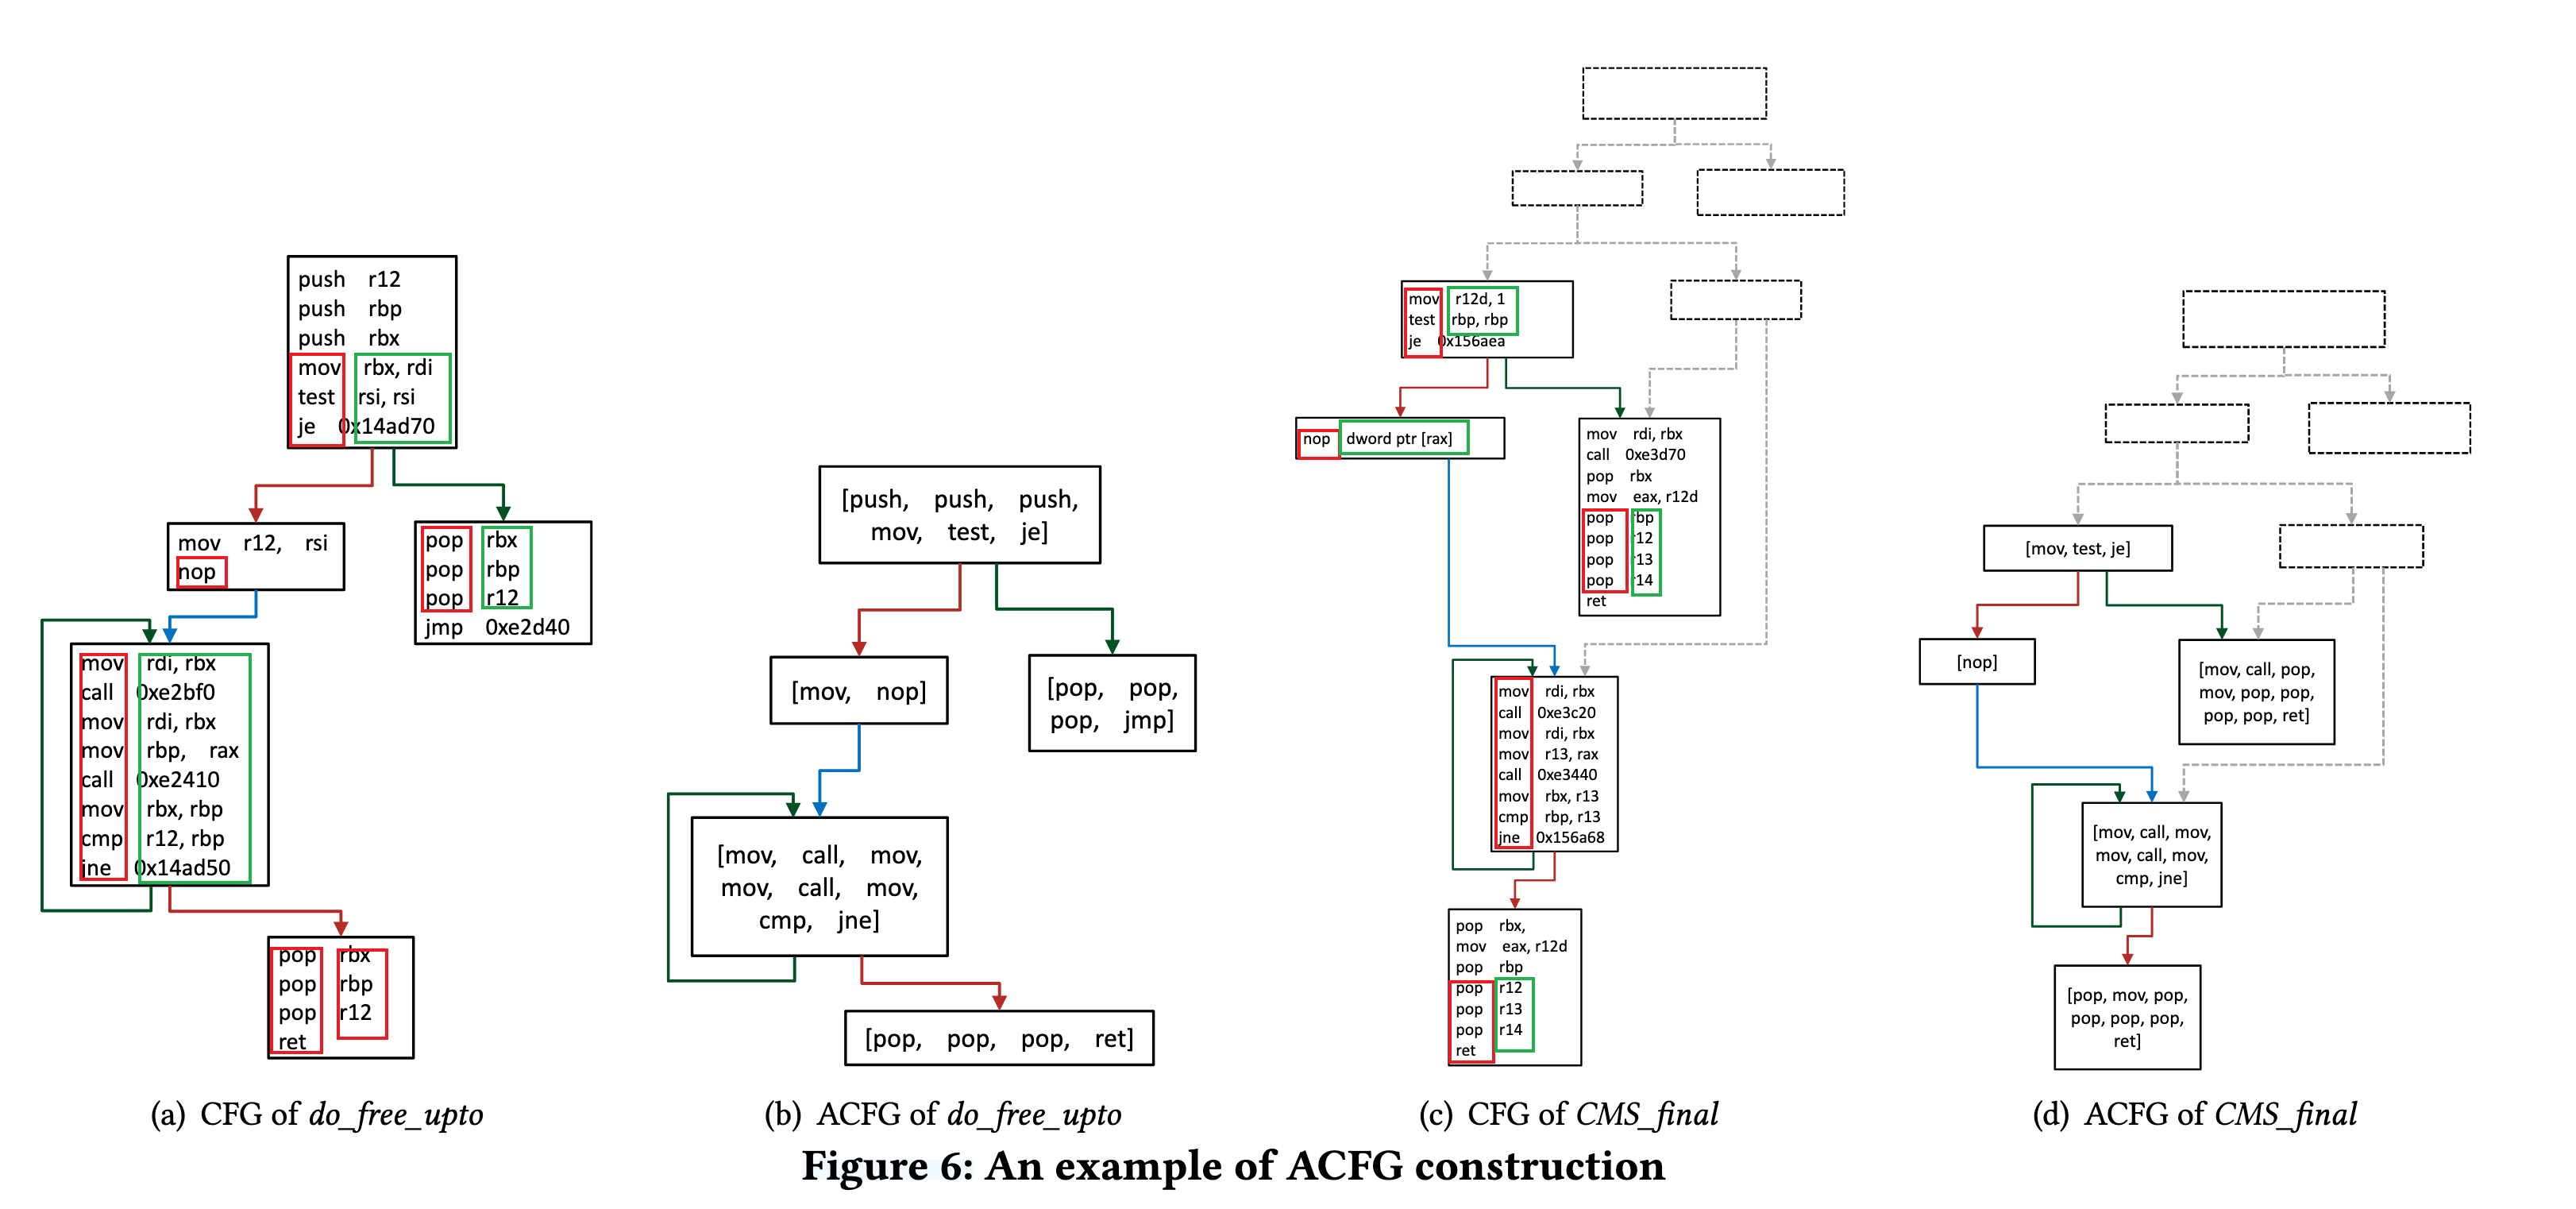 push r12
push rbp
push rbx
mov rbx, rdi
test rsi, rsi
je 0x14ad70
mov r12, rsi
nop
pop rbx
pop rbp
pop r12
jmp 0xe2d40
mov rdi, rbx
call 0xe2bf0
mov rdi, rbx
mov rbp, rax
call 0xe2410
mov rbx, rbp
cmp r12, rbp
jne 0x14ad50
pop rbx
pop rbp
pop r12
ret
(a) CFG of do_free_upto
[push, push, push,
mov, test, je]
[mov, nop]
[pop, pop,
pop, jmp]
[mov, call, mov,
mov, call, mov,
cmp, jne]
[pop, pop, pop, ret]
(b) ACFG of do_free_upto
mov r12d, 1
test rbp, rbp
je 0x156aea
nop dword ptr [rax]
mov rdi, rbx
call 0xe3d70
pop rbx
mov eax, r12d
pop rbp
pop r12
pop r13
pop r14
ret
mov rdi, rbx
call 0xe3c20
mov rdi, rbx
mov r13, rax
call 0xe3440
mov rbx, r13
cmp rbp, r13
jne 0x156a68
pop rbx,
mov eax, r12d
pop rbp
pop r12
pop r13
pop r14
ret
(c) CFG of CMS_final
[mov, test, je]
[nop]
[mov, call, pop,
mov, pop, pop,
pop, pop, ret]
[mov, call, mov,
mov, call, mov,
cmp, jne]
[pop, mov, pop,
pop, pop, pop,
ret]
(d) ACFG of CMS_final
Figure 6: An example of ACFG construction